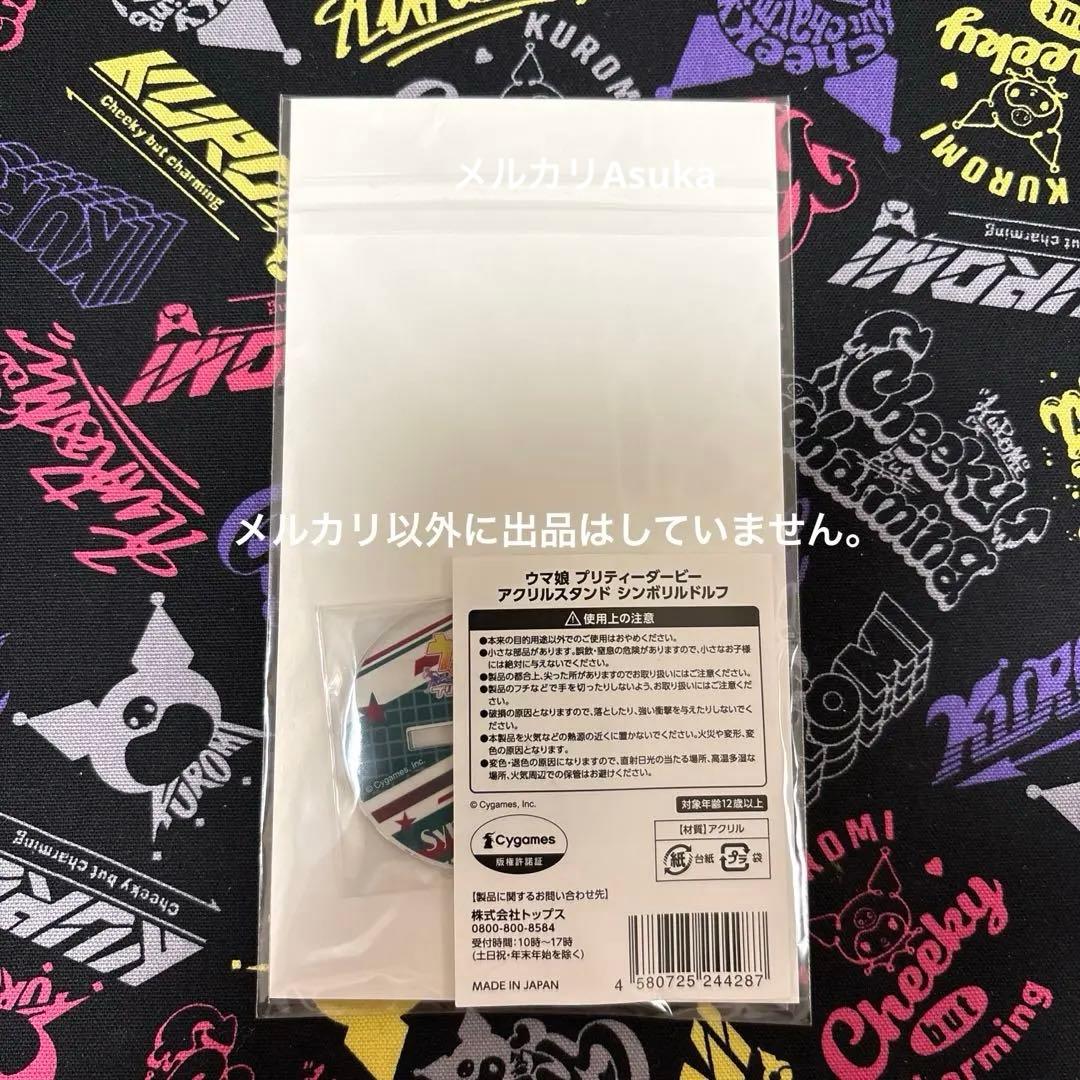 メルカリAsuka
メルカリ以外に出品はしていません。
ウマ娘 プリティーダービー
アクリルスタンド シンボリルドルフ
⚠使用上の注意
●本来の目的用途以外でのご使用はおやめください。
●小さな部品があります。誤飲・窒息の危険がありますので、小さなお子様
には絶対に与えないでください。
●製品の都合上、尖った所がありますのでお取り扱いにはご注意ください。
●製品のフチなどで手を切ったりしないよう、お取り扱いにはご注意くだ
さい。
●破損の原因となりますので、落としたり、強い衝撃を与えたりしないでく
ださい。
●本製品を火気などの熱源の近くに置かないでください。火災や変形、変
色の原因となります。
●変色・退色の原因になりますので、直射日光の当たる場所、高温多湿な
場所、火気周辺での保管はお避けください。
© Cygames, Inc.
対象年齢12歳以上
Cygames
版権許諾証
【材質】アクリル
紙 台紙 プラ 袋
【製品に関するお問い合わせ先】
株式会社トップス
0800-800-8584
受付時間：10時～17時
(土日祝・年末年始を除く)
MADE IN JAPAN
4 580725 244287
© Cygames, Inc.
KUROMI
Cheeky but charming
KUROMI
KUROMI
KUROMI
but charming
KUROMI
Cheeky
but
Charming
KUROMI
KUROMI
Cheeky but charming
KUROMI
Cheeky
but
charming